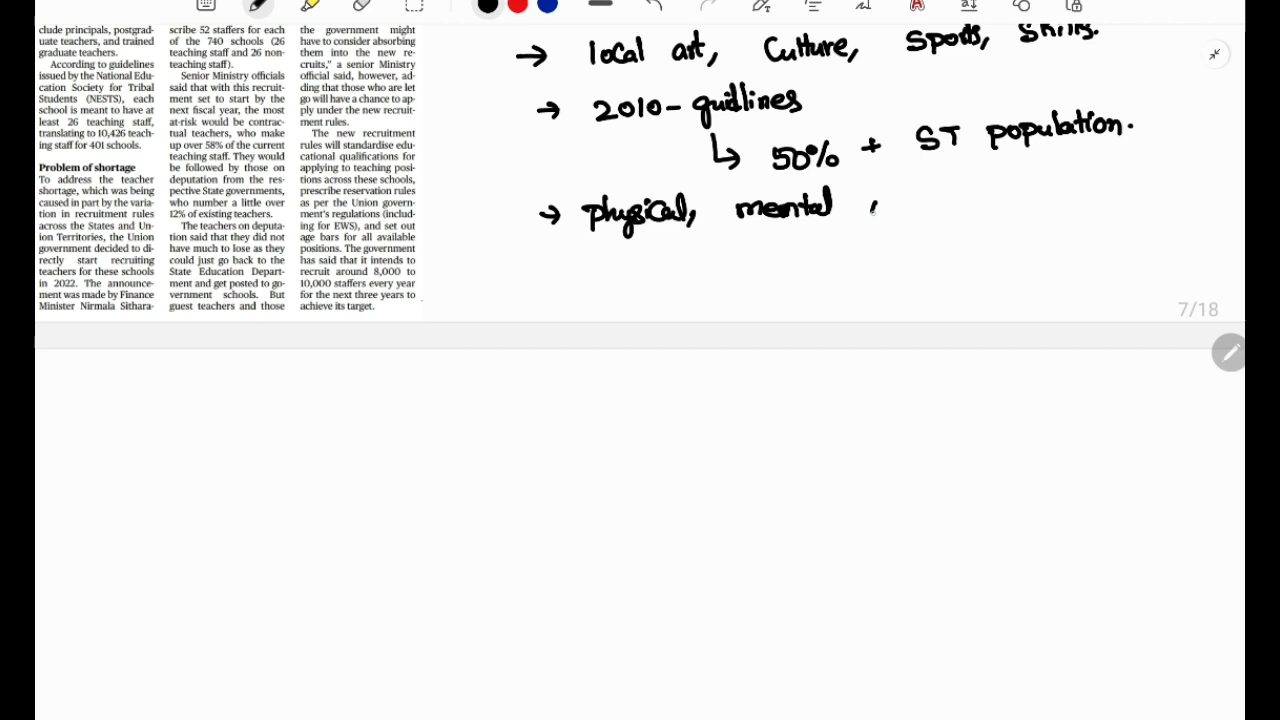 clude principals, postgrad-
uate teachers, and trained
graduate teachers.
According to guidelines
issued by the National Edu-
cation Society for Tribal
Students (NESTS), each
school is meant to have at
least 26 teaching staff,
translating to 10,426 teach-
ing staff for 401 schools.
Problem of shortage
To address the teacher
shortage, which was being
caused in part by the varia-
tion in recruitment rules
across the States and Un-
ion Territories, the Union
government decided to di-
rectly start recruiting
teachers for these schools
in 2022. The announce-
ment was made by Finance
Minister Nirmala Sithara-
scribe 52 staffers for each
of the 740 schools (26
teaching staff and 26 non-
teaching staff).
Senior Ministry officials
said that with this recruit-
ment set to start by the
next fiscal year, the most
at-risk would be contrac-
tual teachers, who make
up over 58% of the current
teaching staff. They would
be followed by those on
deputation from the res-
pective State governments,
who number a little over
12% of existing teachers.
The teachers on deputa-
tion said that they did not
have much to lose as they
could just go back to the
State Education Depart-
ment and get posted to go-
vernment schools. But
guest teachers and those
the government might
have to consider absorbing
them into the new re-
cruits,” a senior Ministry
official said, however, ad-
ding that those who are let
go will have a chance to ap-
ply under the new recruit-
ment rules.
The new recruitment
rules will standardise edu-
cational qualifications for
applying to teaching posi-
tions across these schools,
prescribe reservation rules
as per the Union govern-
ment's regulations (includ-
ing for EWS), and set out
age bars for all available
positions. The government
has said that it intends to
recruit around 8,000 to
10,000 staffers every year
for the next three years to
achieve its target.
→ local art, Culture, Sports, Skills.
→ 2010 - guidlines
↳ 50% + ST population.
→ physical, mental
7/18